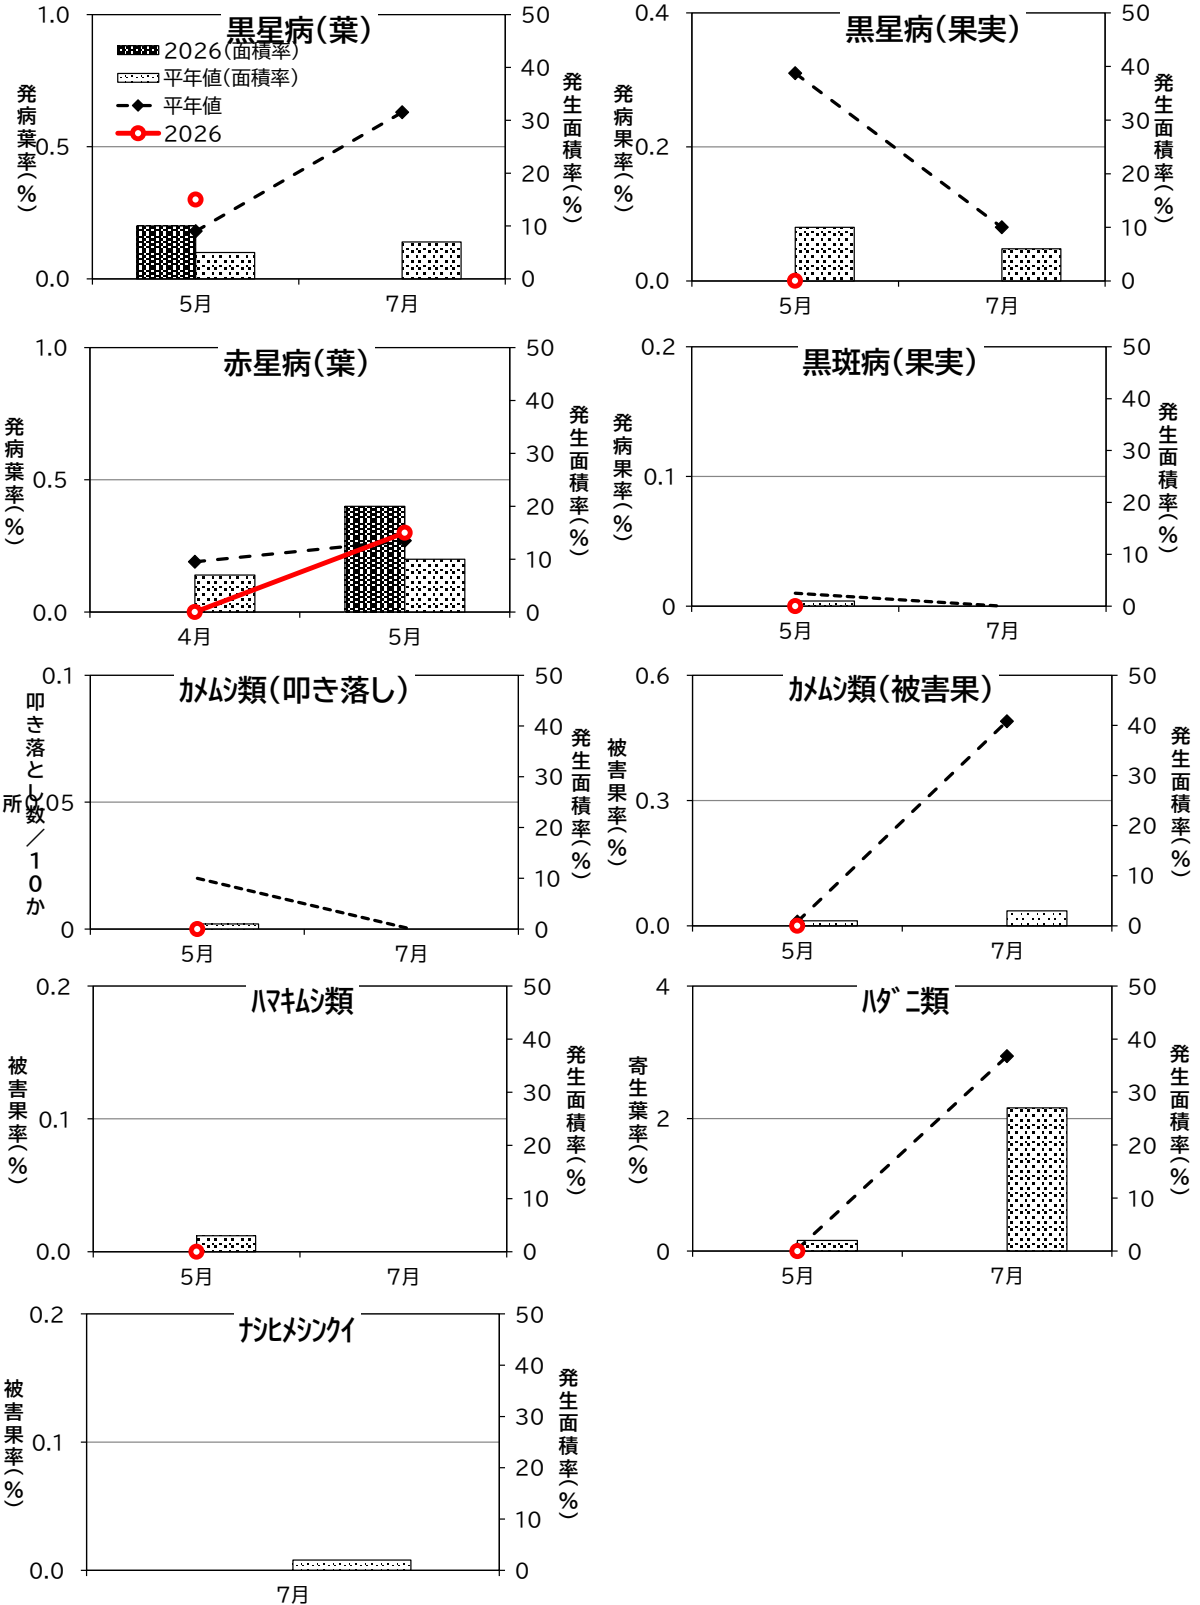 黒星病(葉)
2026(面積率)
平年値(面積率)
平年値
2026
発病葉率(%)
1.0
0.5
0.0
50
40
30
20
10
0
発生面積率(%)
5月
7月
黒星病(果実)
発病果率(%)
0.4
0.2
0.0
50
40
30
20
10
0
発生面積率(%)
5月
7月
赤星病(葉)
発病葉率(%)
1.0
0.5
0.0
50
40
30
20
10
0
発生面積率(%)
4月
5月
黒斑病(果実)
発病果率(%)
0.2
0.1
0
50
40
30
20
10
0
発生面積率(%)
5月
7月
ｶﾒﾑｼ類(叩き落し)
叩き落とし数/10か
所
0.1
0.05
0
50
40
30
20
10
0
発生面積率(%)
5月
7月
ｶﾒﾑｼ類(被害果)
被害果率(%)
0.6
0.3
0.0
50
40
30
20
10
0
発生面積率(%)
5月
7月
ﾊﾏｷﾑｼ類
被害果率(%)
0.2
0.1
0.0
50
40
30
20
10
0
発生面積率(%)
5月
7月
ﾊﾀﾞﾆ類
寄生葉率(%)
4
2
0
50
40
30
20
10
0
発生面積率(%)
5月
7月
ﾅｼﾋﾒｼﾝｸｲ
被害果率(%)
0.2
0.1
0.0
50
40
30
20
10
0
発生面積率(%)
7月